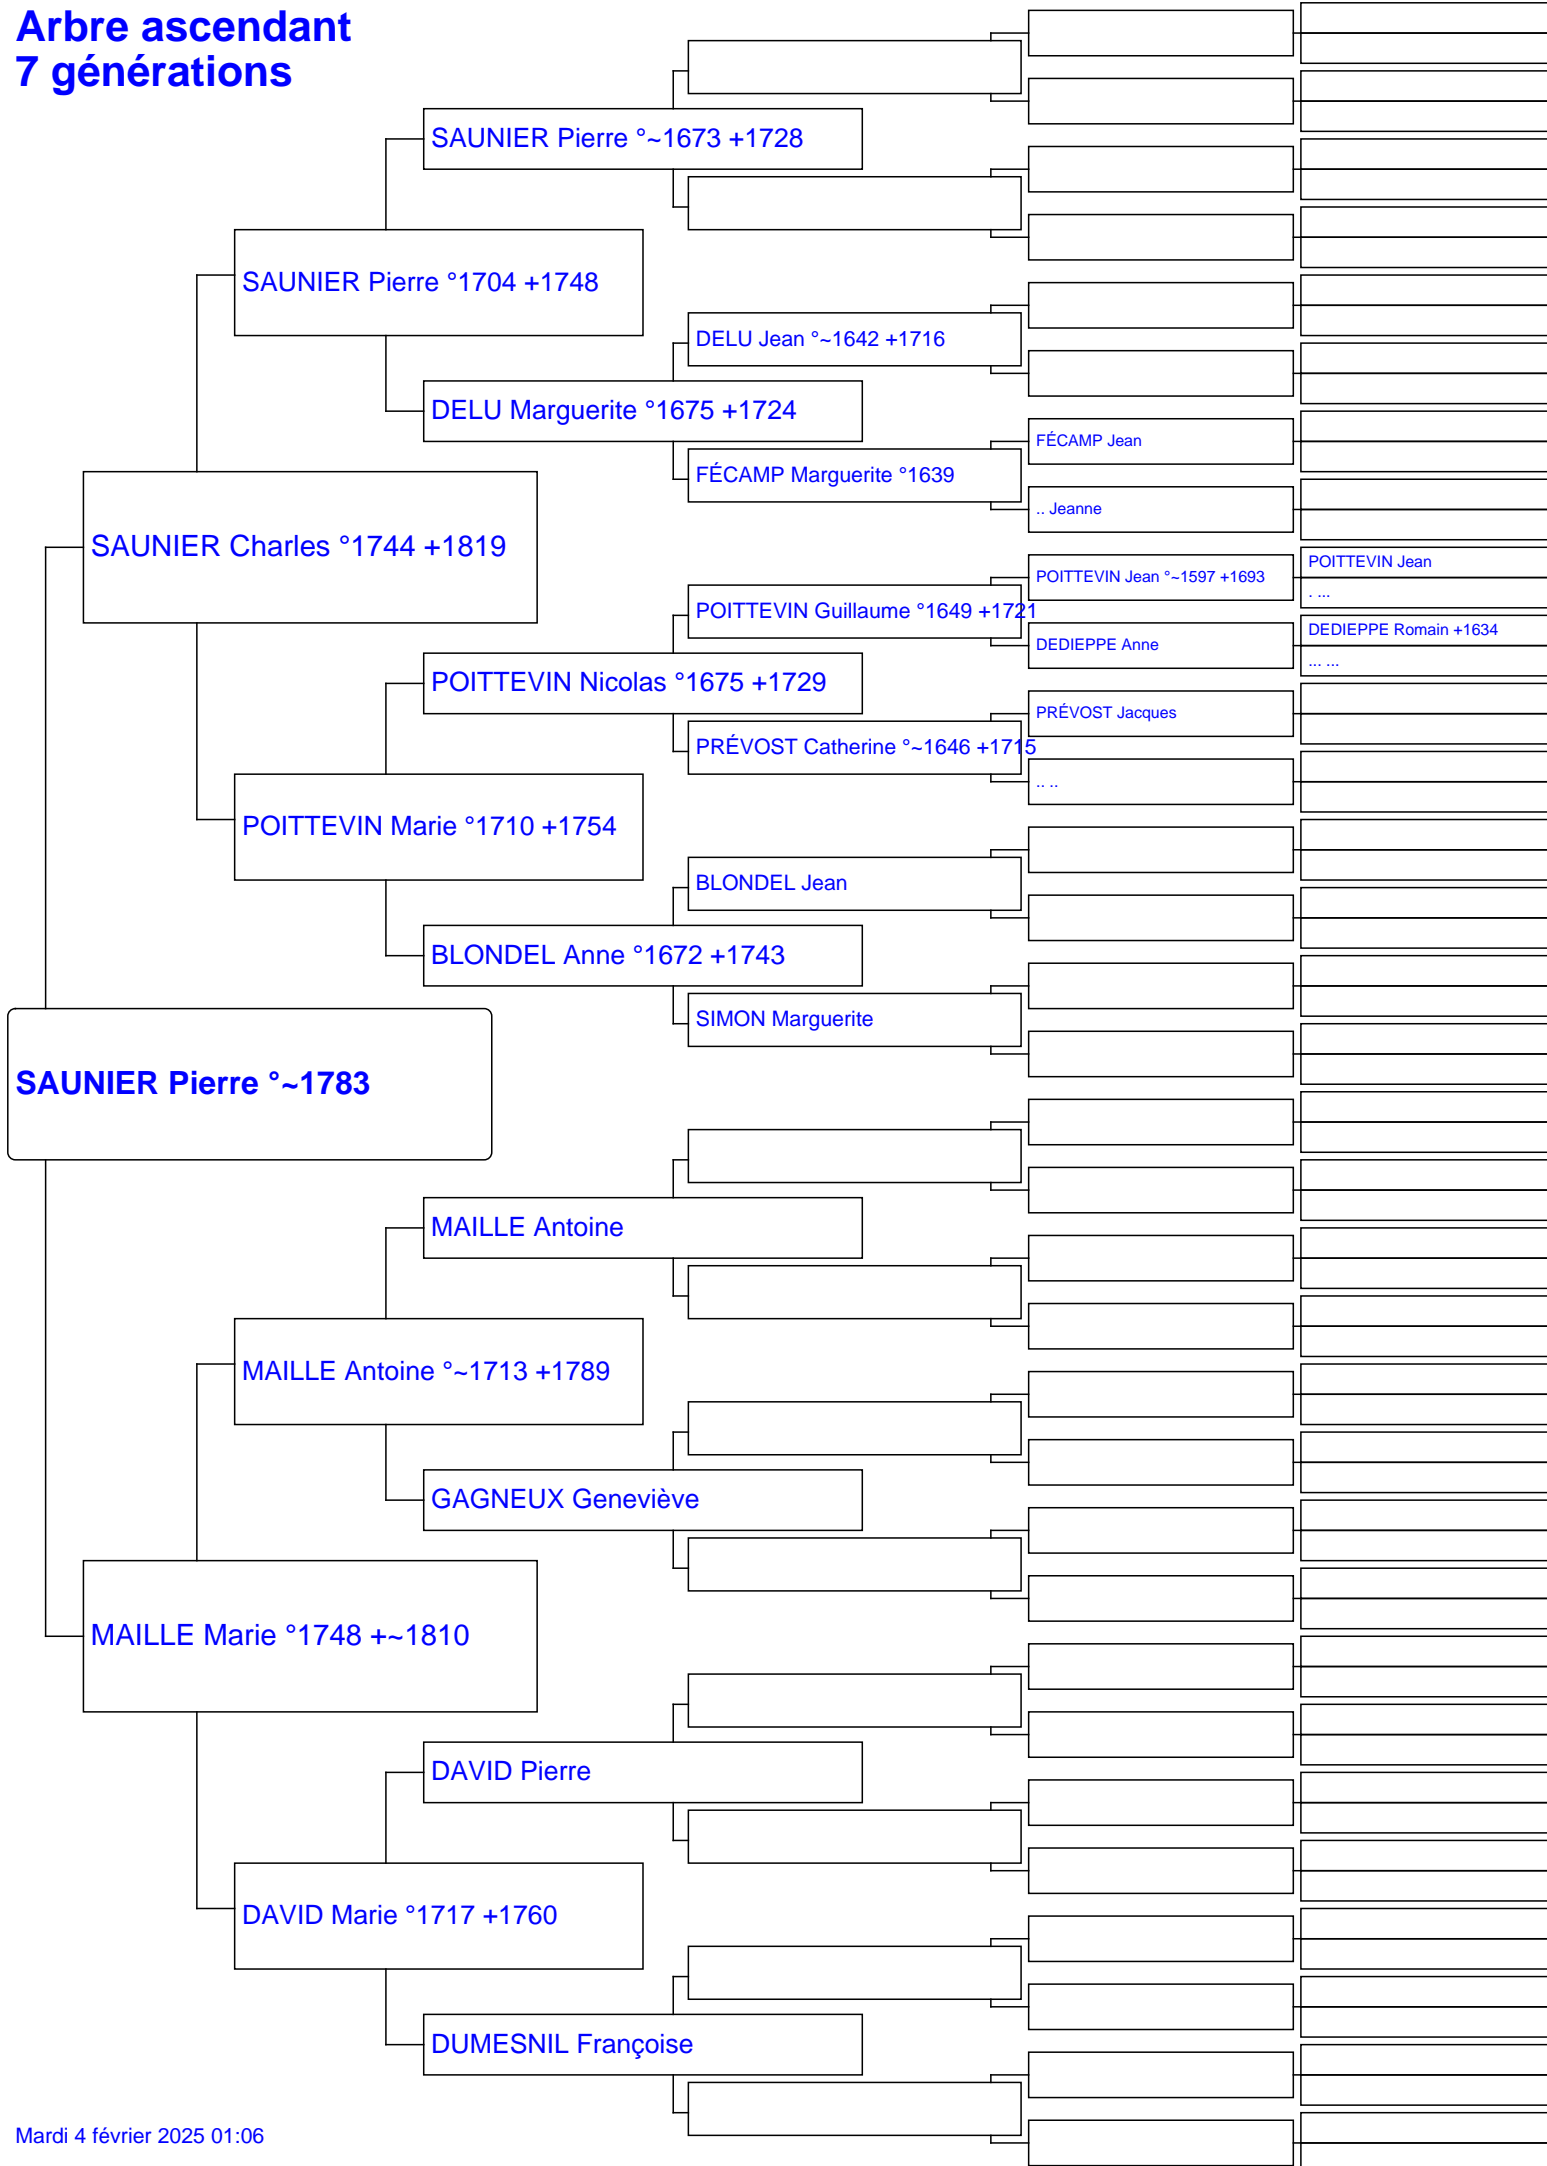 Arbre ascendant
7 générations
SAUNIER Pierre °~1673 +1728
SAUNIER Pierre °1704 +1748
DELU Jean °~1642 +1716
DELU Marguerite °1675 +1724
FÉCAMP Jean
FÉCAMP Marguerite °1639
.. Jeanne
SAUNIER Charles °1744 +1819
POITTEVIN Jean
POITTEVIN Jean °~1597 +1693
. ...
POITTEVIN Guillaume °1649 +1721
DEDIEPPE Romain +1634
DEDIEPPE Anne
... ...
POITTEVIN Nicolas °1675 +1729
PRÉVOST Jacques
PRÉVOST Catherine °~1646 +1715
.. ..
POITTEVIN Marie °1710 +1754
BLONDEL Jean
BLONDEL Anne °1672 +1743
SIMON Marguerite
SAUNIER Pierre °~1783
MAILLE Antoine
MAILLE Antoine °~1713 +1789
GAGNEUX Geneviève
MAILLE Marie °1748 +~1810
DAVID Pierre
DAVID Marie °1717 +1760
DUMESNIL Françoise
Mardi 4 février 2025 01:06